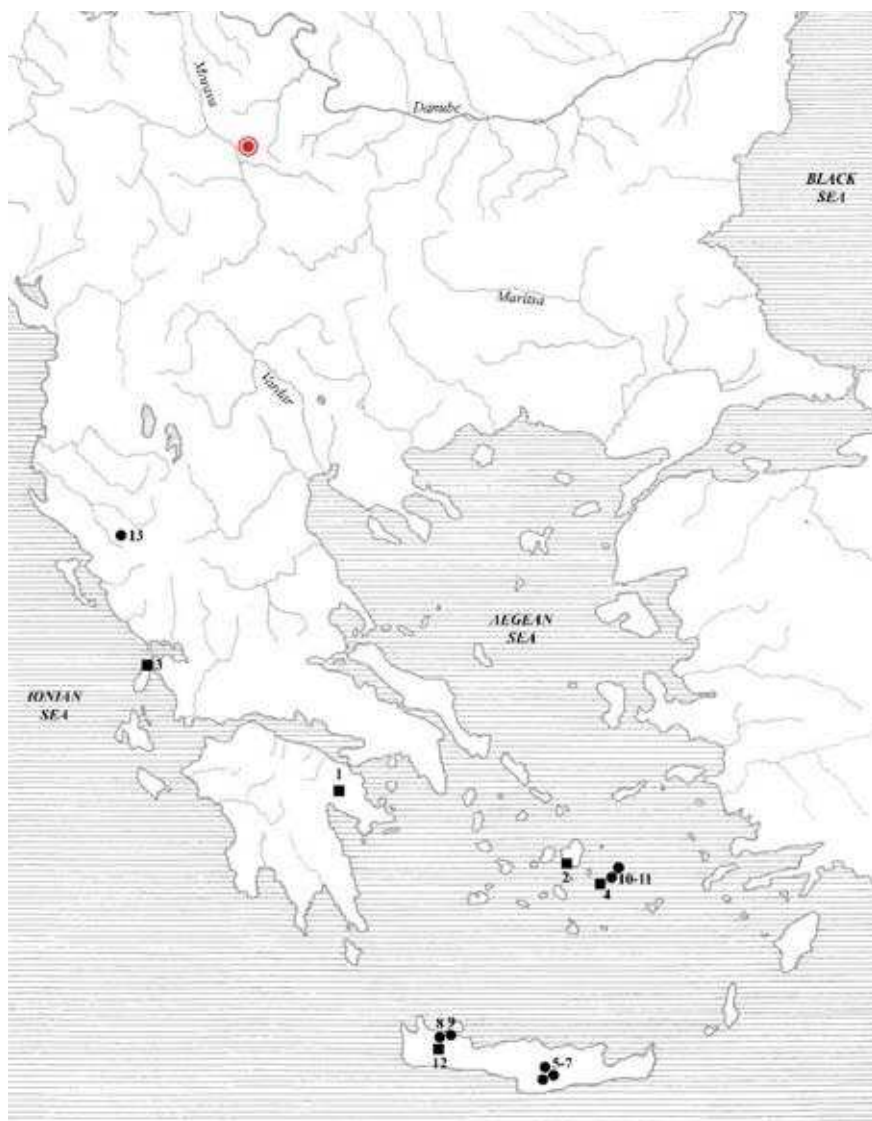 Morava
Danube
BLACK
SEA
Maritsa
Vardar
13
AEGEAN
SEA
3
IONIAN
SEA
1
2
10-11
4
8 9
12
5-7